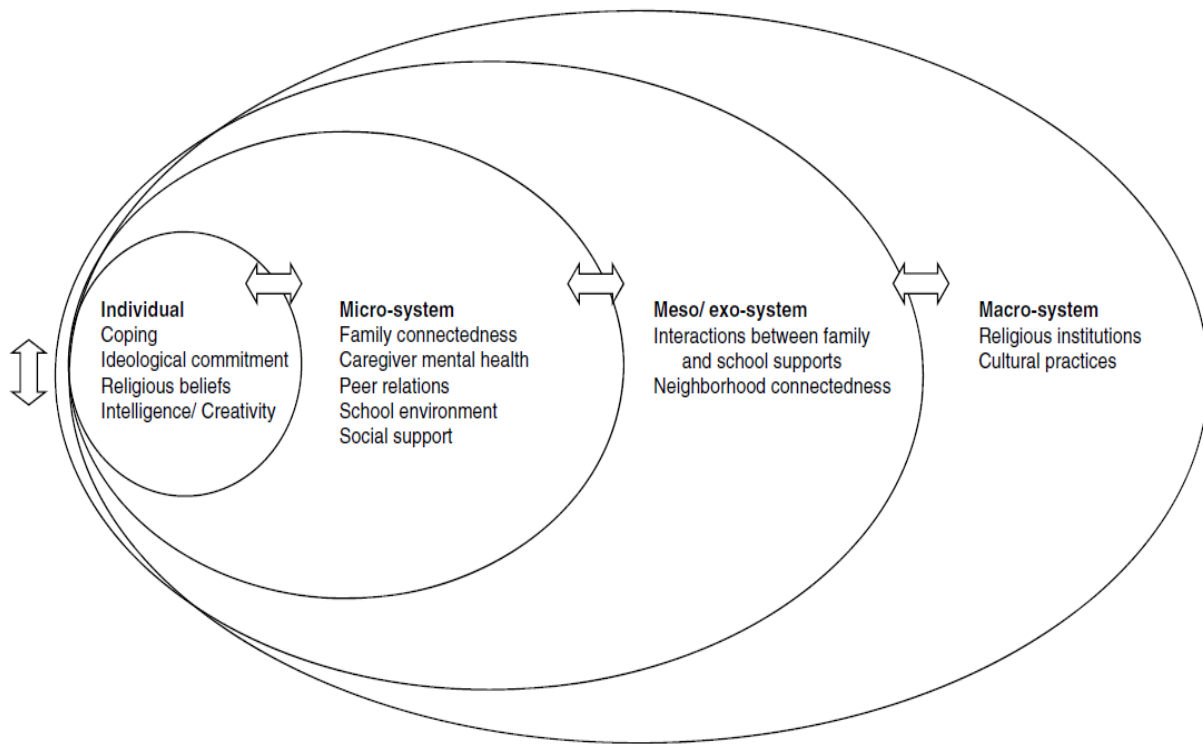 Individual
Coping
Ideological commitment
Religious beliefs
Intelligence/ Creativity
Micro-system
Family connectedness
Caregiver mental health
Peer relations
School environment
Social support
Meso/ exo-system
Interactions between family
and school supports
Neighborhood connectedness
Macro-system
Religious institutions
Cultural practices